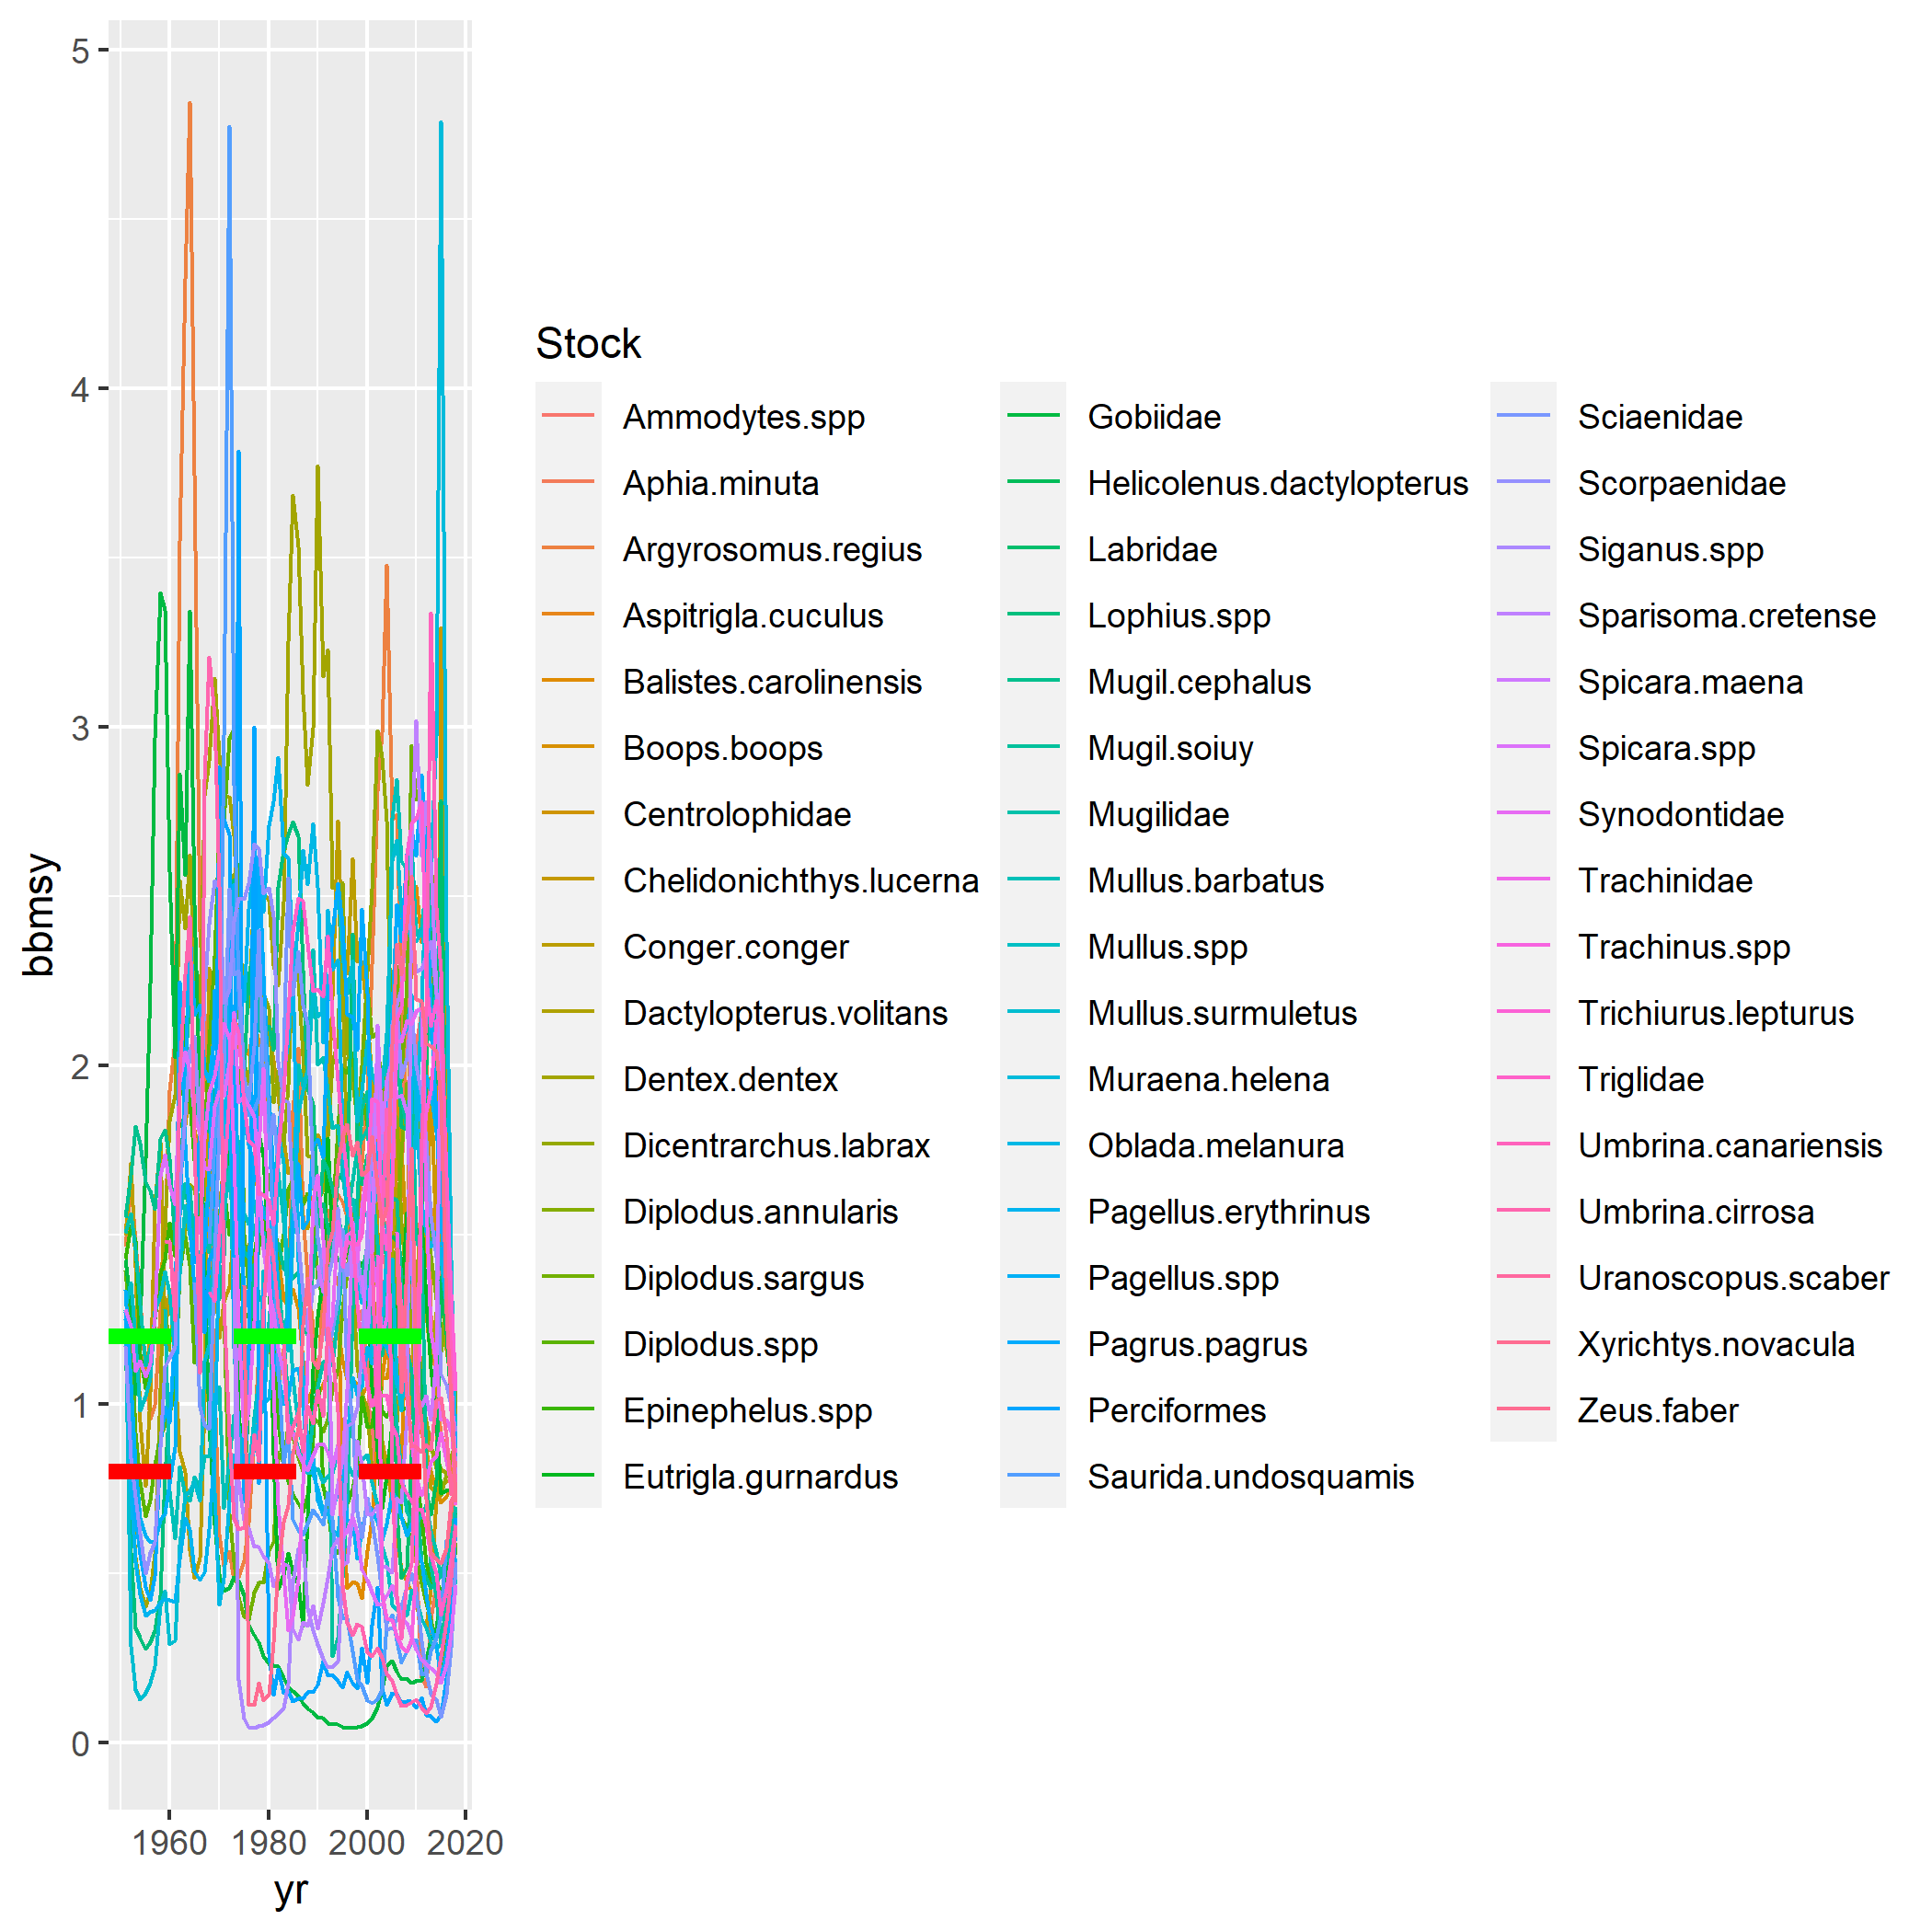 5
4
3
2
1
0
bbmsy
1960 1980 2000 2020
yr
Stock
Ammodytes.spp
Aphia.minuta
Argyrosomus.regius
Aspitrigla.cuculus
Balistes.carolinensis
Boops.boops
Centrolophidae
Chelidonichthys.lucerna
Conger.conger
Dactylopterus.volitans
Dentex.dentex
Dicentrarchus.labrax
Diplodus.annularis
Diplodus.sargus
Diplodus.spp
Epinephelus.spp
Eutrigla.gurnardus
Gobiidae
Helicolenus.dactylopterus
Labridae
Lophius.spp
Mugil.cephalus
Mugil.soiuy
Mugilidae
Mullus.barbatus
Mullus.spp
Mullus.surmuletus
Muraena.helena
Oblada.melanura
Pagellus.erythrinus
Pagellus.spp
Pagrus.pagrus
Perciformes
Saurida.undosquamis
Sciaenidae
Scorpaenidae
Siganus.spp
Sparisoma.cretense
Spicara.maena
Spicara.spp
Synodontidae
Trachinidae
Trachinus.spp
Trichiurus.lepturus
Triglidae
Umbrina.canariensis
Umbrina.cirrosa
Uranoscopus.scaber
Xyrichtys.novacula
Zeus.faber